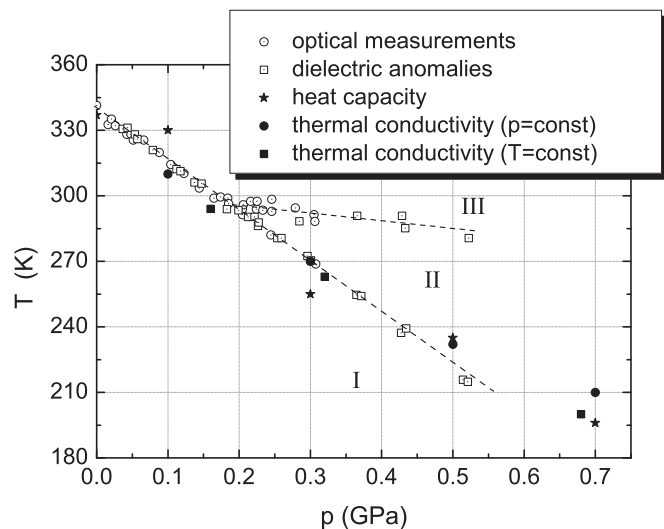 optical measurements
dielectric anomalies
heat capacity
thermal conductivity (p=const)
thermal conductivity (T=const)
360
330
300
270
240
210
180
T (K)
III
II
I
0.0 0.1 0.2 0.3 0.4 0.5 0.6 0.7
p (GPa)